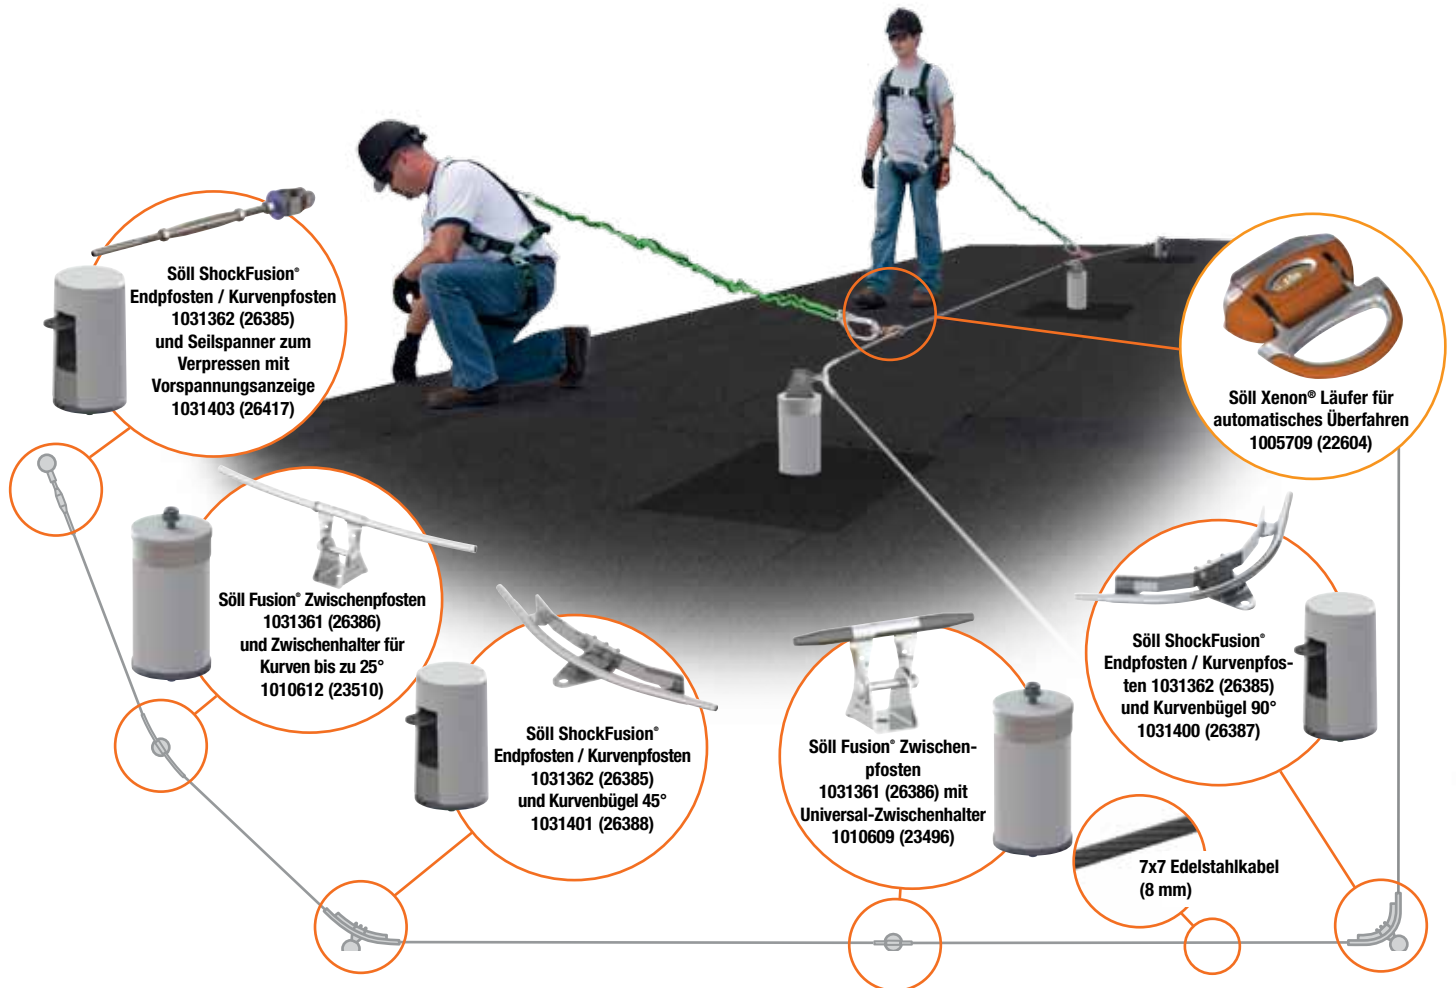 Söll ShockFusion®
Endpfosten / Kurvenpfosten
1031362 (26385)
und Seilspanner zum
Verpressen mit
Vorspannungsanzeige
1031403 (26417)
Söll Xenon® Läufer für
automatisches Überfahren
1005709 (22604)
Söll Fusion® Zwischenpfosten
1031361 (26386)
und Zwischenhalter für
Kurven bis zu 25°
1010612 (23510)
Söll ShockFusion®
Endpfosten / Kurvenpfosten
1031362 (26385)
und Kurvenbügel 45°
1031401 (26388)
Söll Fusion® Zwischen-
pfosten
1031361 (26386) mit
Universal-Zwischenhalter
1010609 (23496)
Söll ShockFusion®
Endpfosten / Kurvenpfos-
ten 1031362 (26385)
und Kurvenbügel 90°
1031400 (26387)
7x7 Edelstahlkabel
(8 mm)